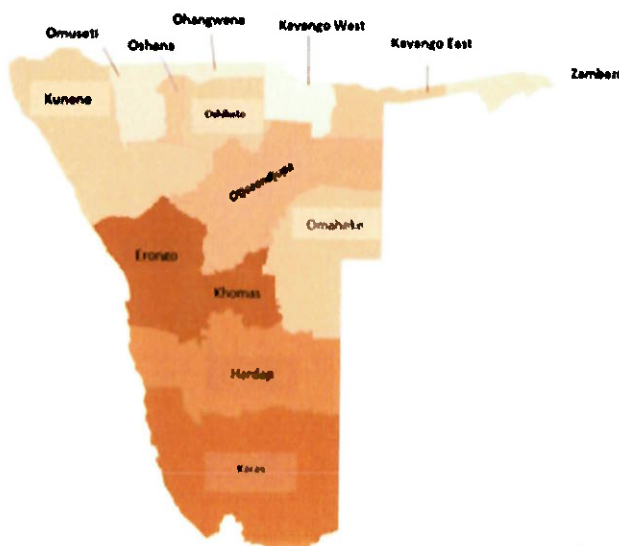 Ohangwena
Omusati
Kavango West
Oshana
Kavango East
Zambezi
Kunene
Oshikoto
Otjozondjupa
Omaheke
Erongo
Khomas
Hardap
Karas